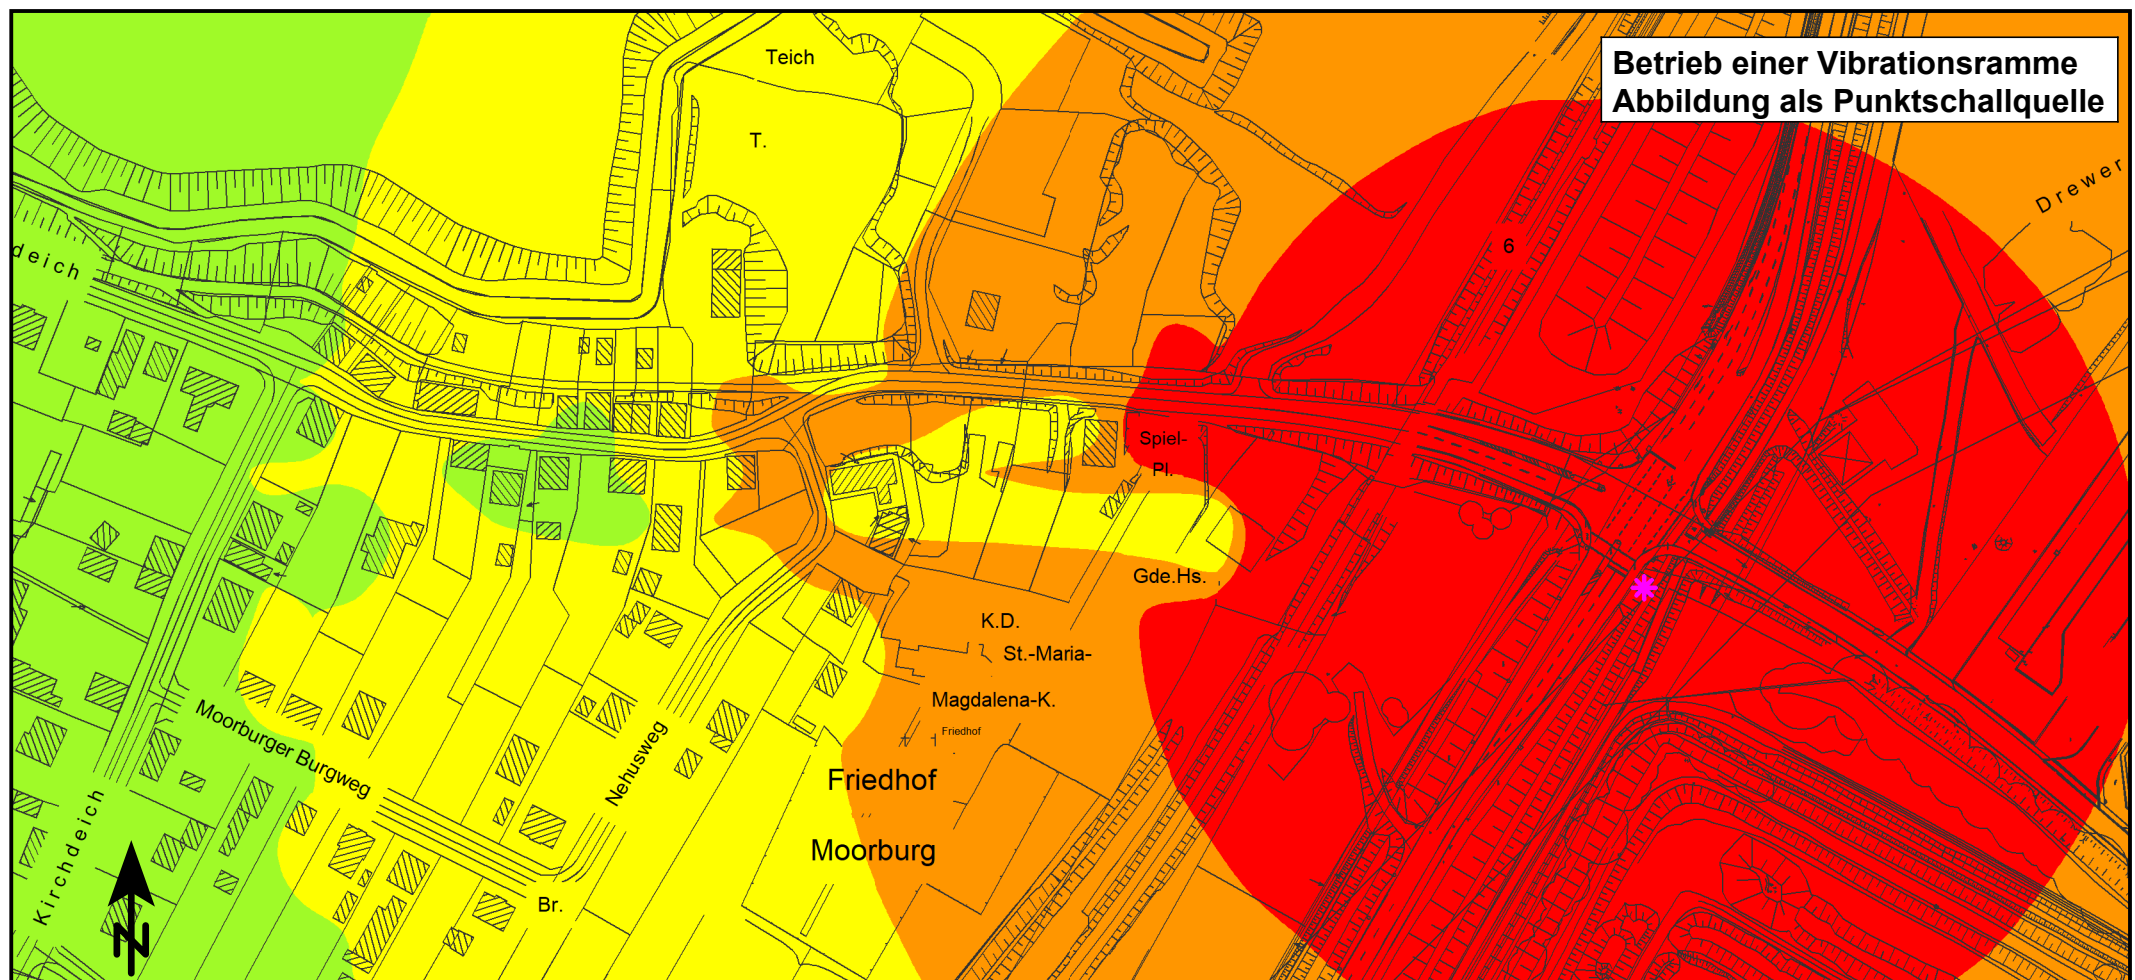 Betrieb einer Vibrationsramme
Abbildung als Punktschallquelle
Teich
T.
Drewer
6
deich
Spiel-
Pl.
Gde.Hs.
K.D.
St.-Maria-
Magdalena-K.
Friedhof
Moorburger Burgweg
Nehusweg
Friedhof
Moorburg
Kirchdeich
Br.
N